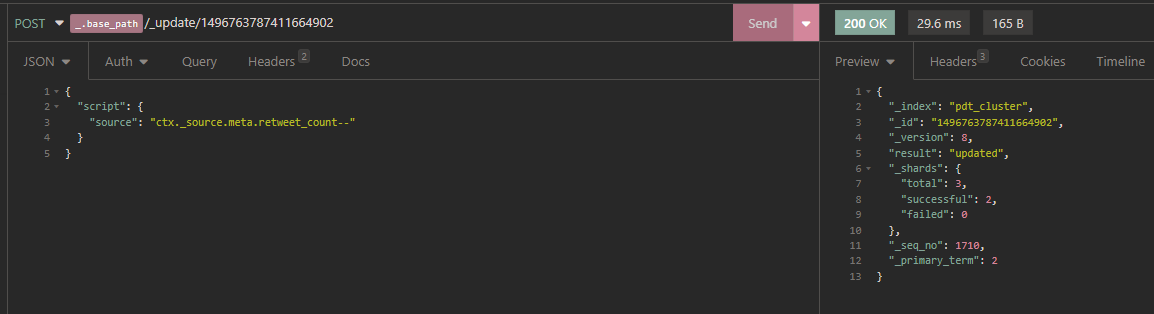 POST _.base_path /_update/1496763787411664902 Send 200 OK 29.6 ms 165 B
JSON Auth Query Headers 2 Docs Preview Headers 3 Cookies Timeline
1 {
2 "script": {
3 "source": "ctx._source.meta.retweet_count--"
4 }
5 }
1 {
2 "_index": "pdt_cluster",
3 "_id": "1496763787411664902",
4 "_version": 8,
5 "result": "updated",
6 "_shards": {
7 "total": 3,
8 "successful": 2,
9 "failed": 0
10 },
11 "_seq_no": 1710,
12 "_primary_term": 2
13 }